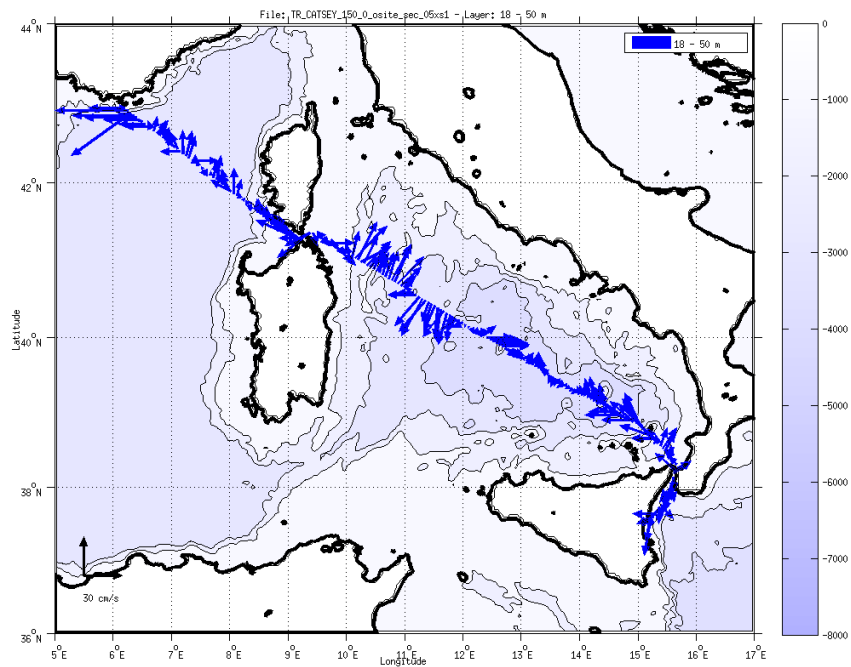 File: TR_CATSEY_150_0_osite_sec_05xs1 - Layer: 18 - 50 m
18 - 50 m
44°N
42°N
40°N
38°N
36°N
Latitude
30 cm/s
5°E 6°E 7°E 8°E 9°E 10°E 11°E 12°E 13°E 14°E 15°E 16°E 17°E
Longitude
0
-1000
-2000
-3000
-4000
-5000
-6000
-7000
-8000